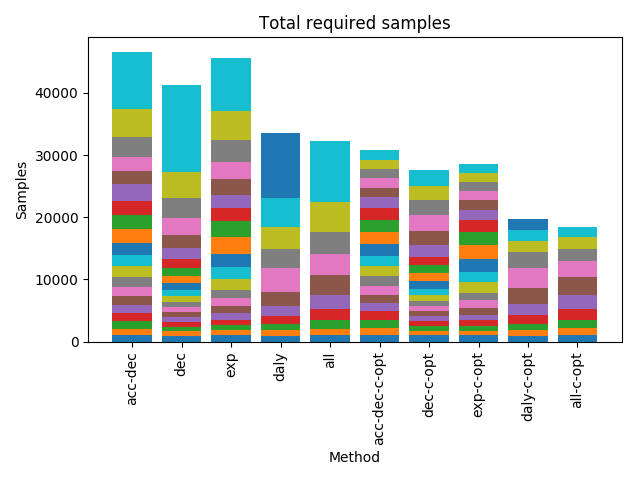 Total required samples
Samples
40000
30000
20000
10000
0
acc-dec
dec
exp
daly
all
acc-dec-c-opt
dec-c-opt
exp-c-opt
daly-c-opt
all-c-opt
Method